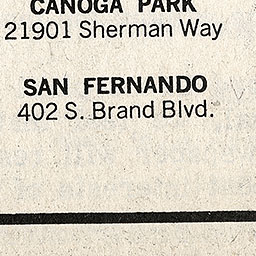 CANOGA PARK
21901 Sherman Way
SAN FERNANDO
402 S. Brand Blvd.